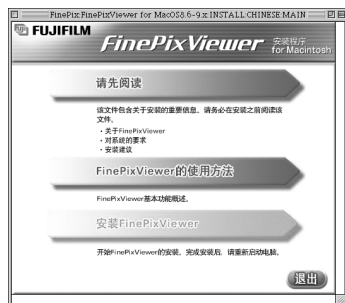 FinePix:FinePixViewer for MacOS8.6-9.x:INSTALL:CHINESE:MAIN
FUJIFILM
FinePixViewer 安装程序
for Macintosh
请先阅读
该文件包含关于安装的重要信息。请务必在安装之前阅读该
文件。
・关于FinePixViewer
・对系统的要求
・安装建议
FinePixViewer的使用方法
FinePixViewer基本功能概述。
安装FinePixViewer
开始FinePixViewer的安装。完成安装后，请重新启动电脑。
退出